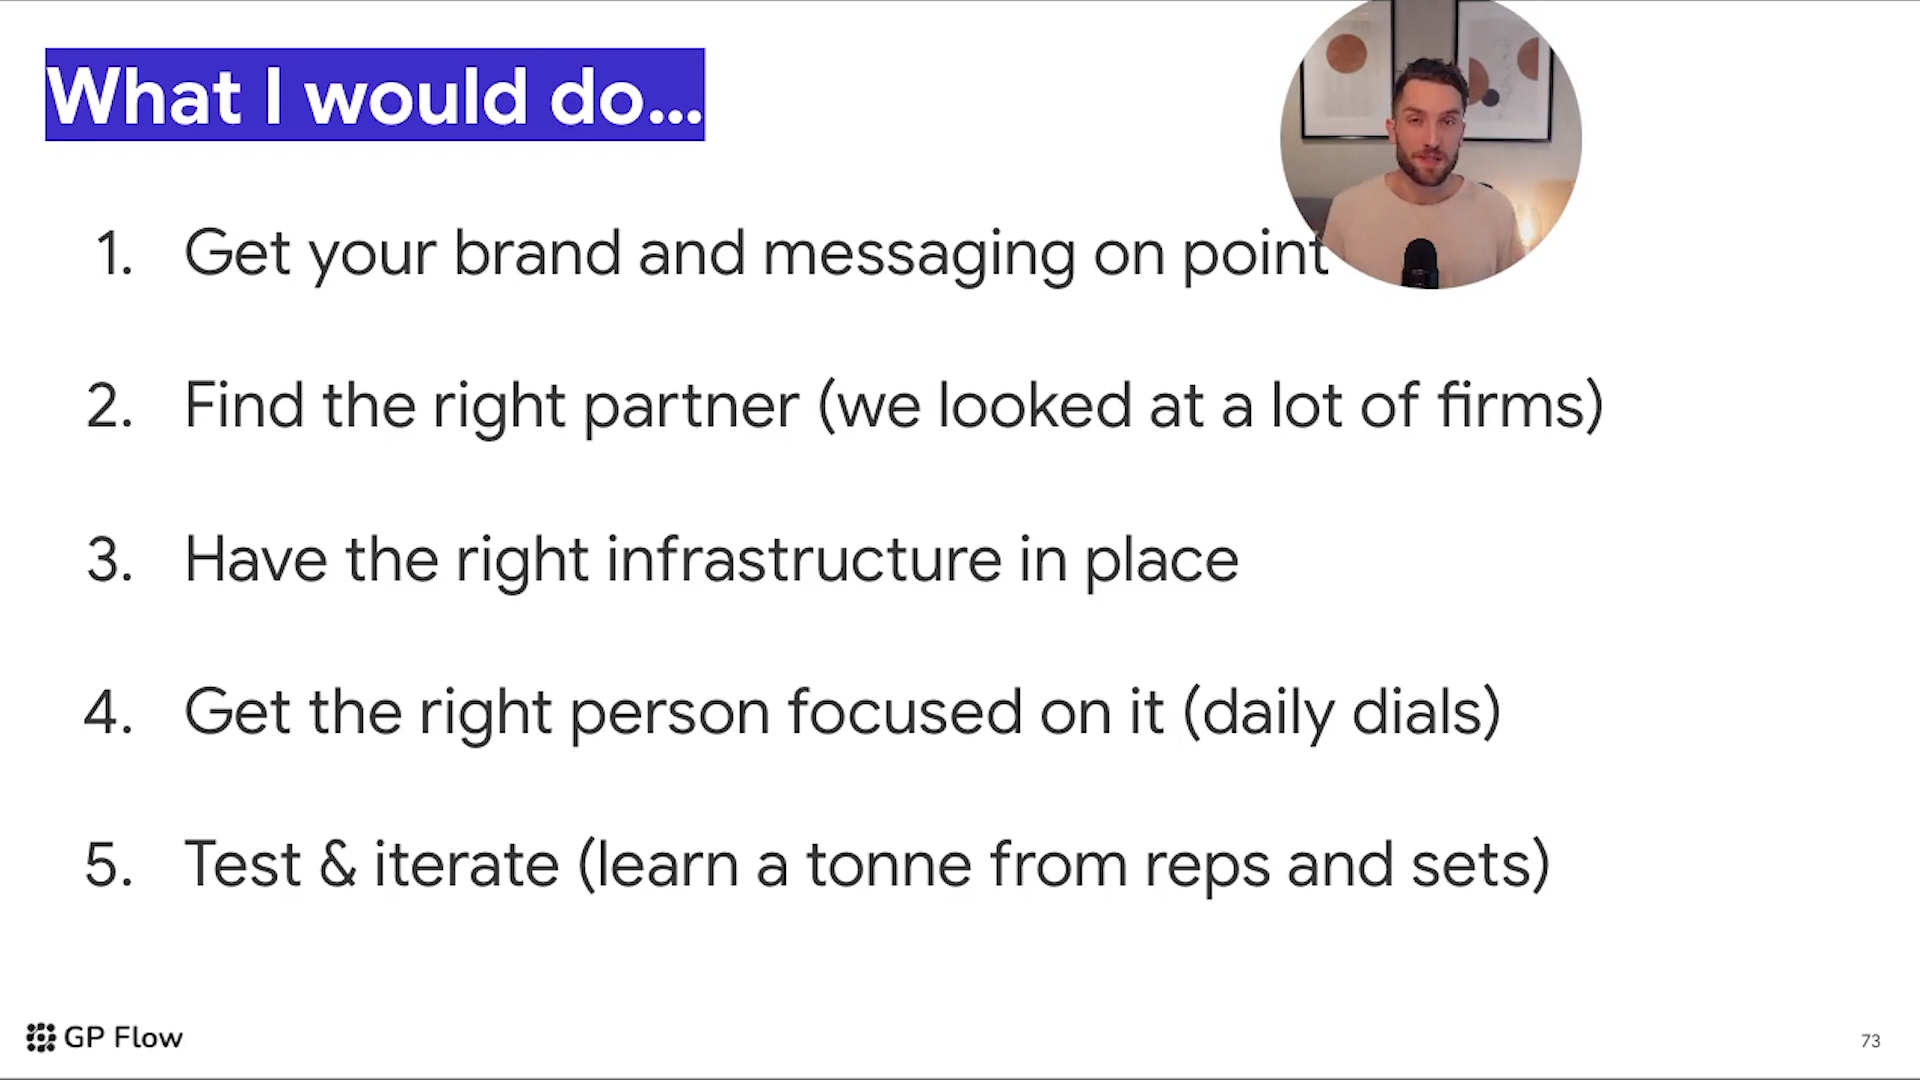 What I would do...
1. Get your brand and messaging on point
2. Find the right partner (we looked at a lot of firms)
3. Have the right infrastructure in place
4. Get the right person focused on it (daily dials)
5. Test & iterate (learn a tonne from reps and sets)
GP Flow
73